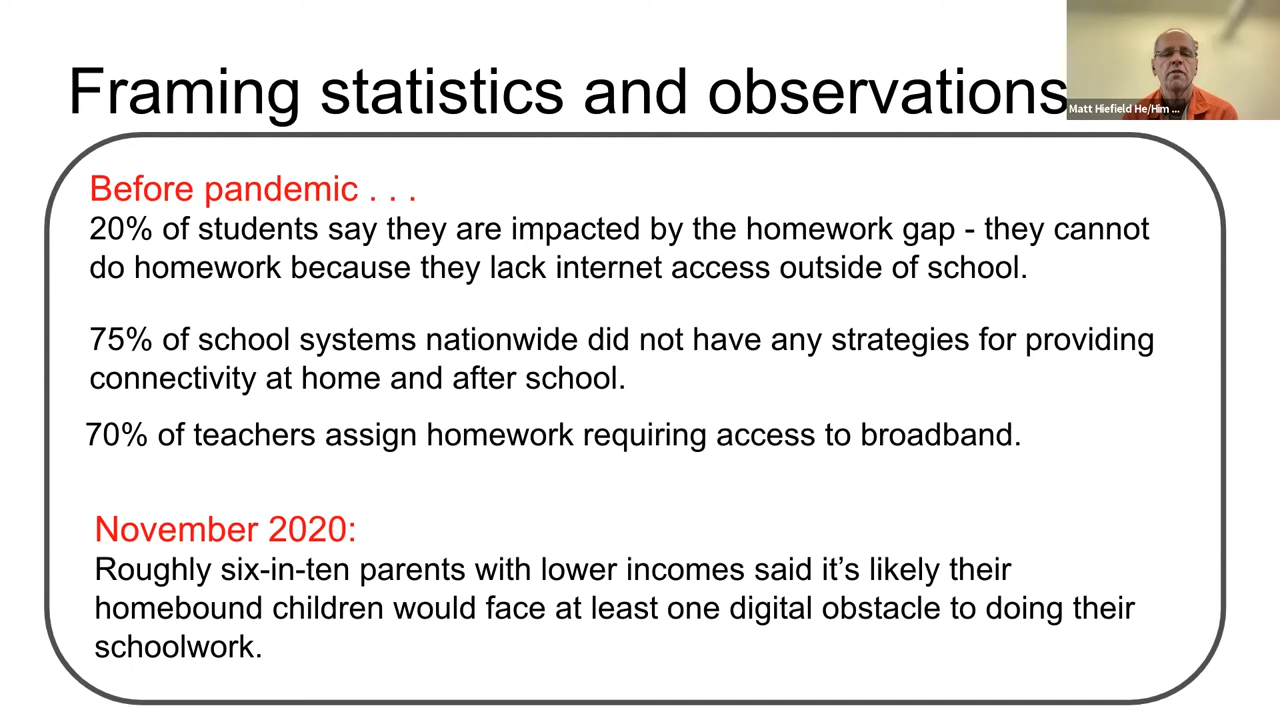 Framing statistics and observations
Matt Hiefield He/Him ...
Before pandemic . . .
20% of students say they are impacted by the homework gap - they cannot
do homework because they lack internet access outside of school.
75% of school systems nationwide did not have any strategies for providing
connectivity at home and after school.
70% of teachers assign homework requiring access to broadband.
November 2020:
Roughly six-in-ten parents with lower incomes said it’s likely their
homebound children would face at least one digital obstacle to doing their
schoolwork.